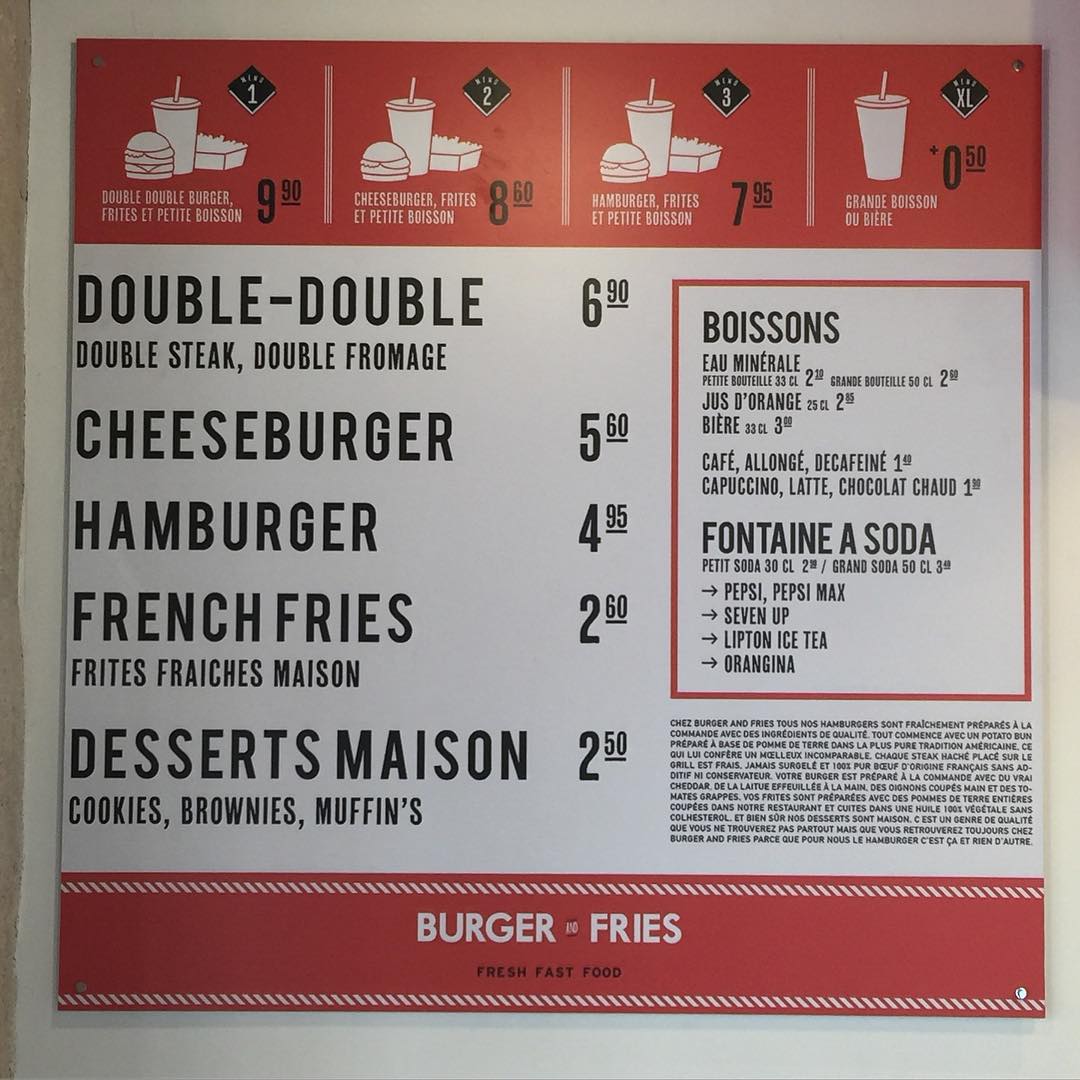 MENU 1
DOUBLE DOUBLE BURGER,
FRITES ET PETITE BOISSON 9 90
MENU 2
CHEESEBURGER, FRITES
ET PETITE BOISSON 8 60
MENU 3
HAMBURGER, FRITES
ET PETITE BOISSON 7 95
MENU XL
+0 50
GRANDE BOISSON
OU BIÈRE
DOUBLE-DOUBLE 6 90
DOUBLE STEAK, DOUBLE FROMAGE
CHEESEBURGER 5 60
HAMBURGER 4 95
FRENCH FRIES 2 60
FRITES FRAICHES MAISON
DESSERTS MAISON 2 50
COOKIES, BROWNIES, MUFFIN'S
BOISSONS
EAU MINÉRALE
PETITE BOUTEILLE 33 CL 2 10 GRANDE BOUTEILLE 50 CL 2 60
JUS D'ORANGE 25 CL 2 85
BIÈRE 33 CL 3 00
CAFÉ, ALLONGÉ, DECAFEINÉ 1 40
CAPUCCINO, LATTE, CHOCOLAT CHAUD 1 90
FONTAINE A SODA
PETIT SODA 30 CL 2 90 / GRAND SODA 50 CL 3 40
→ PEPSI, PEPSI MAX
→ SEVEN UP
→ LIPTON ICE TEA
→ ORANGINA
CHEZ BURGER AND FRIES TOUS NOS HAMBURGERS SONT FRAÎCHEMENT PRÉPARÉS À LA
COMMANDE AVEC DES INGRÉDIENTS DE QUALITÉ. TOUT COMMENCE AVEC UN POTATO BUN
PRÉPARÉ À BASE DE POMME DE TERRE DANS LA PLUS PURE TRADITION AMÉRICAINE, CE
QUI LUI CONFÈRE UN MŒLLEUX INCOMPARABLE. CHAQUE STEAK HACHÉ PLACÉ SUR LE
GRILL EST FRAIS, JAMAIS SURGELÉ ET 100% PUR BŒUF D'ORIGINE FRANÇAIS SANS AD-
DITIF NI CONSERVATEUR. VOTRE BURGER EST PRÉPARÉ À LA COMMANDE AVEC DU VRAI
CHEDDAR, DE LA LAITUE EFFEUILLÉE À LA MAIN, DES OIGNONS COUPÉS MAIN ET DES TO-
MATES GRAPPES. VOS FRITES SONT PRÉPARÉES AVEC DES POMMES DE TERRE ENTIÈRES
COUPÉES DANS NOTRE RESTAURANT ET CUITES DANS UNE HUILE 100% VÉGÉTALE SANS
COLHESTEROL. ET BIEN SÛR NOS DESSERTS SONT MAISON. C EST UN GENRE DE QUALITÉ
QUE VOUS NE TROUVEREZ PAS PARTOUT MAIS QUE VOUS RETROUVEREZ TOUJOURS CHEZ
BURGER AND FRIES PARCE QUE POUR NOUS LE HAMBURGER C'EST ÇA ET RIEN D'AUTRE.
BURGER AND FRIES
FRESH FAST FOOD